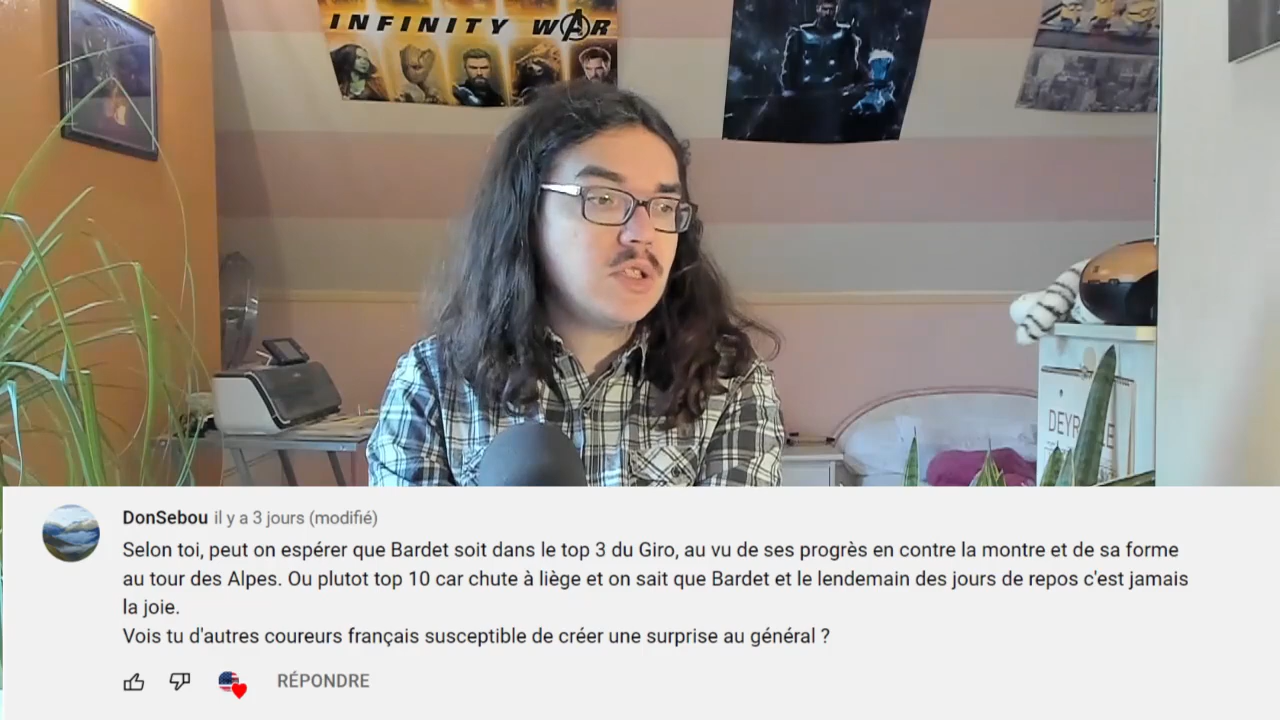 INFINITY WAR
DEYR
LE
DonSebou il y a 3 jours (modifié)
Selon toi, peut on espérer que Bardet soit dans le top 3 du Giro, au vu de ses progrès en contre la montre et de sa forme
au tour des Alpes. Ou plutot top 10 car chute à liège et on sait que Bardet et le lendemain des jours de repos c'est jamais
la joie.
Vois tu d'autres coureurs français susceptible de créer une surprise au général ?
RÉPONDRE